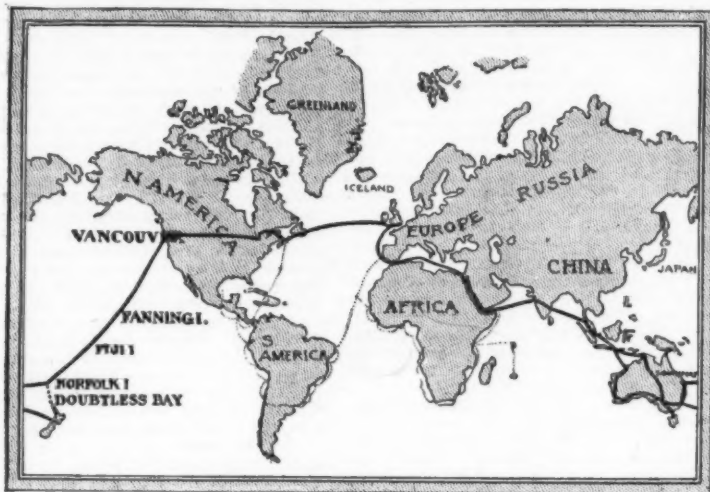 GREENLAND
ICELAND
N AMERICA
RUSSIA
EUROPE
VANCOUV
CHINA
JAPAN
AFRICA
FANNING I.
FIJI I
S
AMERICA
NORFOLK I
DOUBTLESS BAY